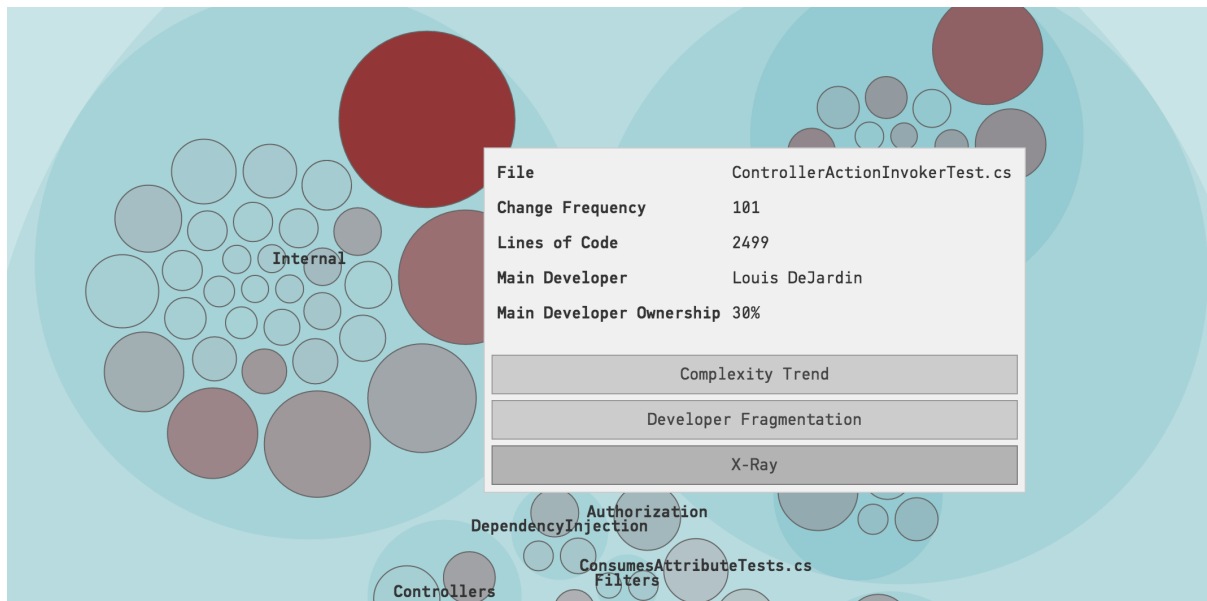 File ControllerActionInvokerTest.cs
Change Frequency 101
Lines of Code 2499
Main Developer Louis DeJardin
Main Developer Ownership 30%
Complexity Trend
Developer Fragmentation
X-Ray
Internal
Authorization
DependencyInjection
ConsumesAttributeTests.cs
Filters
Controllers